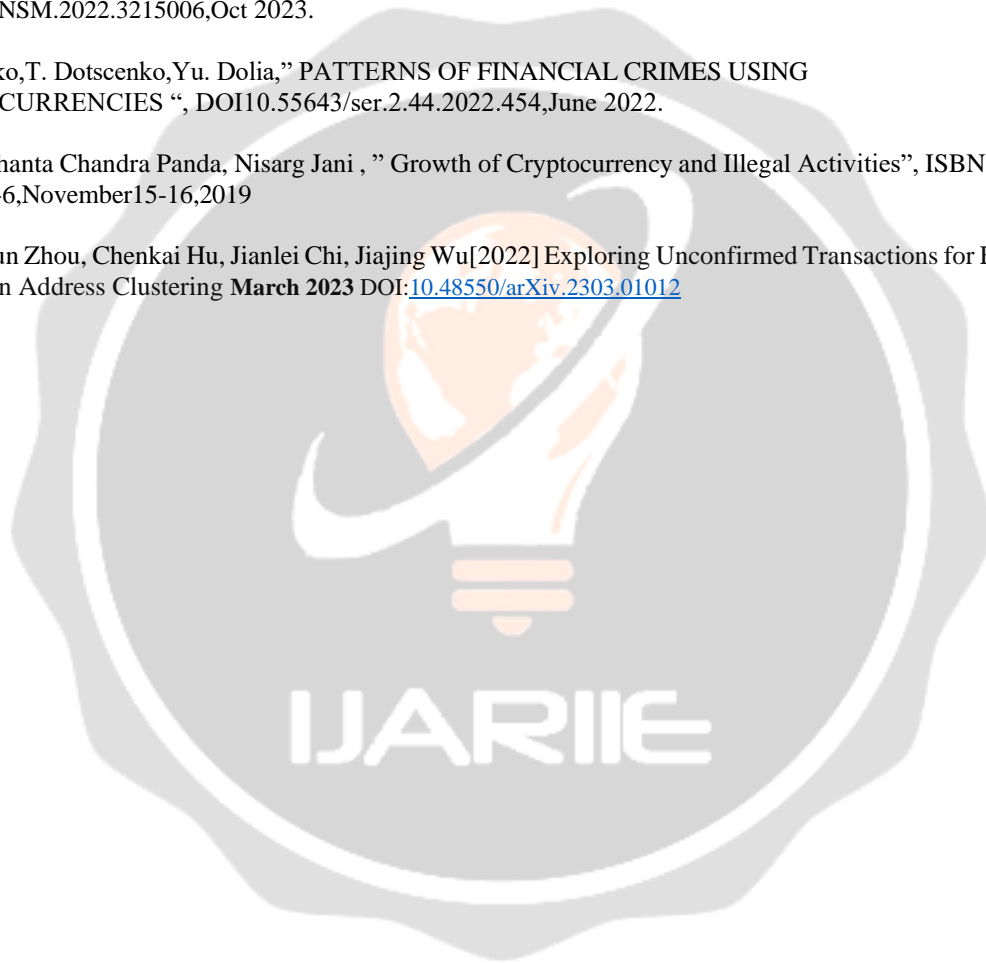 NSM.2022.3215006,Oct 2023.
ko,T. Dotscenko,Yu. Dolia,” PATTERNS OF FINANCIAL CRIMES USING
CURRENCIES “, DOI10.55643/ser.2.44.2022.454,June 2022.
hanta Chandra Panda, Nisarg Jani , ” Growth of Cryptocurrency and Illegal Activities”, ISBN
-6,November15-16,2019
un Zhou, Chenkai Hu, Jianlei Chi, Jiajing Wu[2022] Exploring Unconfirmed Transactions for
n Address Clustering March 2023 DOI:10.48550/arXiv.2303.01012
IJARIIE